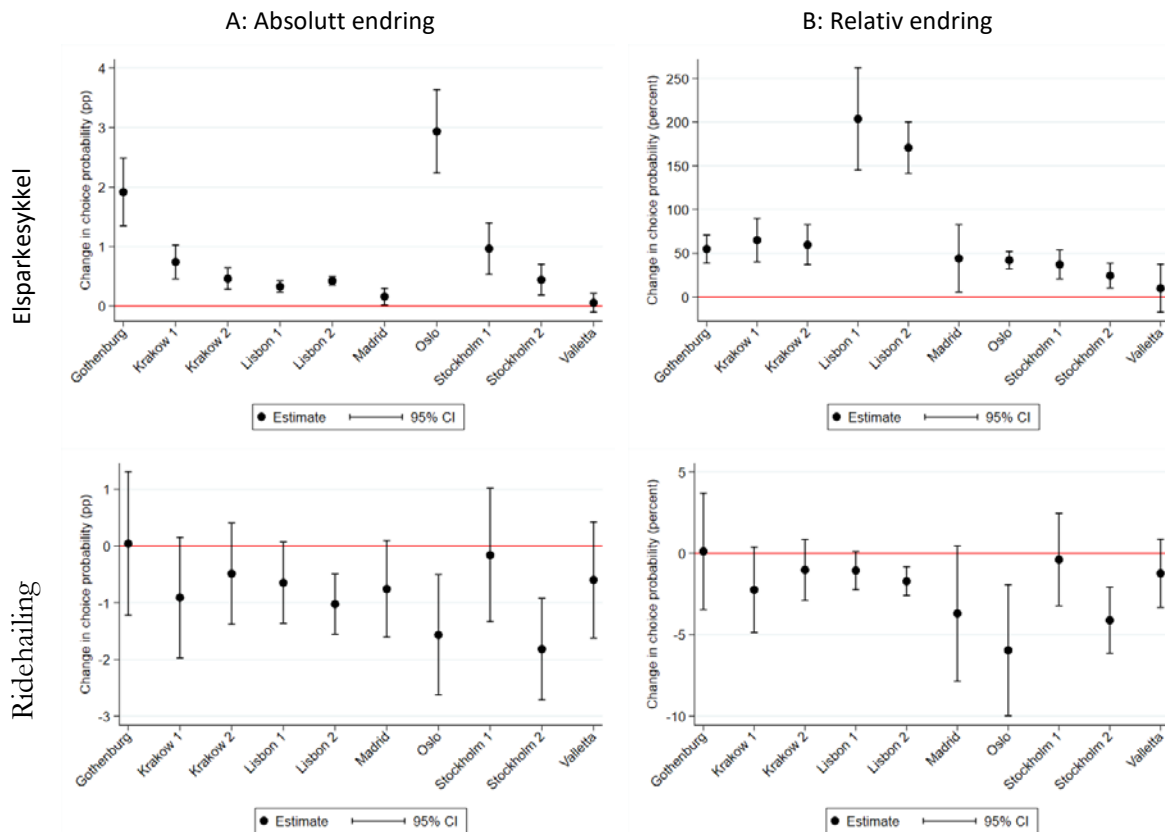 A: Absolutt endring
B: Relativ endring
Elsparkesykkel
Change in choice probability (pp)
4
3
2
1
0
Gothenburg
Krakow 1
Krakow 2
Lisbon 1
Lisbon 2
Madrid
Oslo
Stockholm 1
Stockholm 2
Valletta
Estimate 95% CI
Change in choice probability (percent)
250
200
150
100
50
0
Gothenburg
Krakow 1
Krakow 2
Lisbon 1
Lisbon 2
Madrid
Oslo
Stockholm 1
Stockholm 2
Valletta
Estimate 95% CI
Ridehailing
Change in choice probability (pp)
1
0
-1
-2
-3
Gothenburg
Krakow 1
Krakow 2
Lisbon 1
Lisbon 2
Madrid
Oslo
Stockholm 1
Stockholm 2
Valletta
Estimate 95% CI
Change in choice probability (percent)
5
0
-5
-10
Gothenburg
Krakow 1
Krakow 2
Lisbon 1
Lisbon 2
Madrid
Oslo
Stockholm 1
Stockholm 2
Valletta
Estimate 95% CI